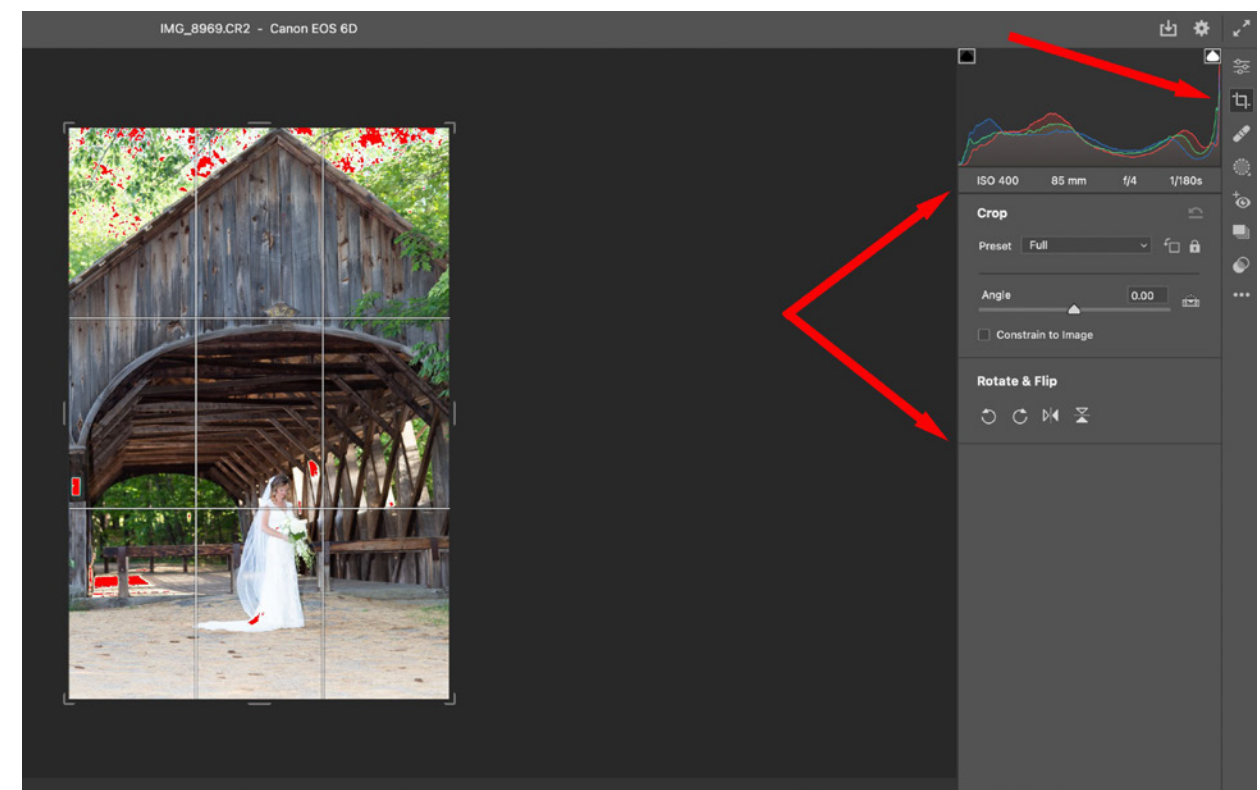 IMG_8969.CR2 - Canon EOS 6D
ISO 400 85 mm f/4 1/180s
Crop
Preset Full
Angle 0.00
Constrain to Image
Rotate & Flip